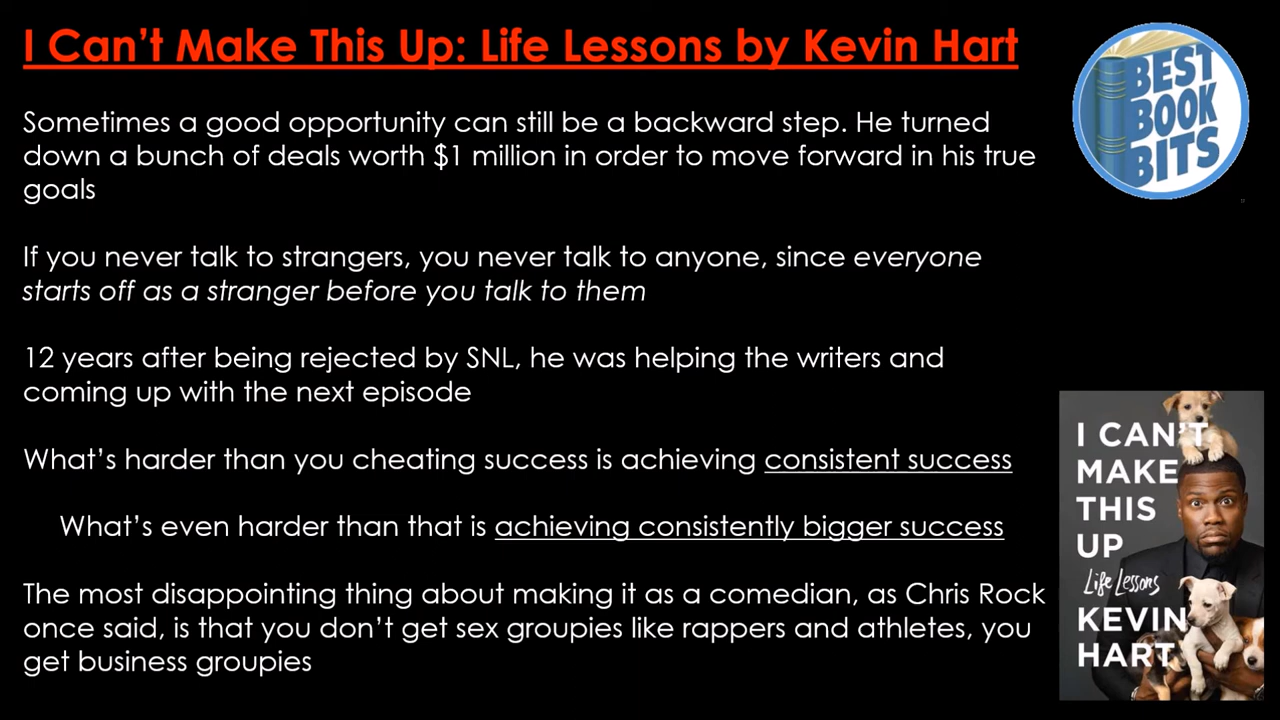 I Can't Make This Up: Life Lessons by Kevin Hart
BEST
BOOK
BITS
Sometimes a good opportunity can still be a backward step. He turned
down a bunch of deals worth $1 million in order to move forward in his true
goals
If you never talk to strangers, you never talk to anyone, since everyone
starts off as a stranger before you talk to them
12 years after being rejected by SNL, he was helping the writers and
coming up with the next episode
What's harder than you cheating success is achieving consistent success
What's even harder than that is achieving consistently bigger success
The most disappointing thing about making it as a comedian, as Chris Rock
once said, is that you don't get sex groupies like rappers and athletes, you
get business groupies
I CAN'T
MAKE
THIS
UP
Life Lessons
KEVIN
HART